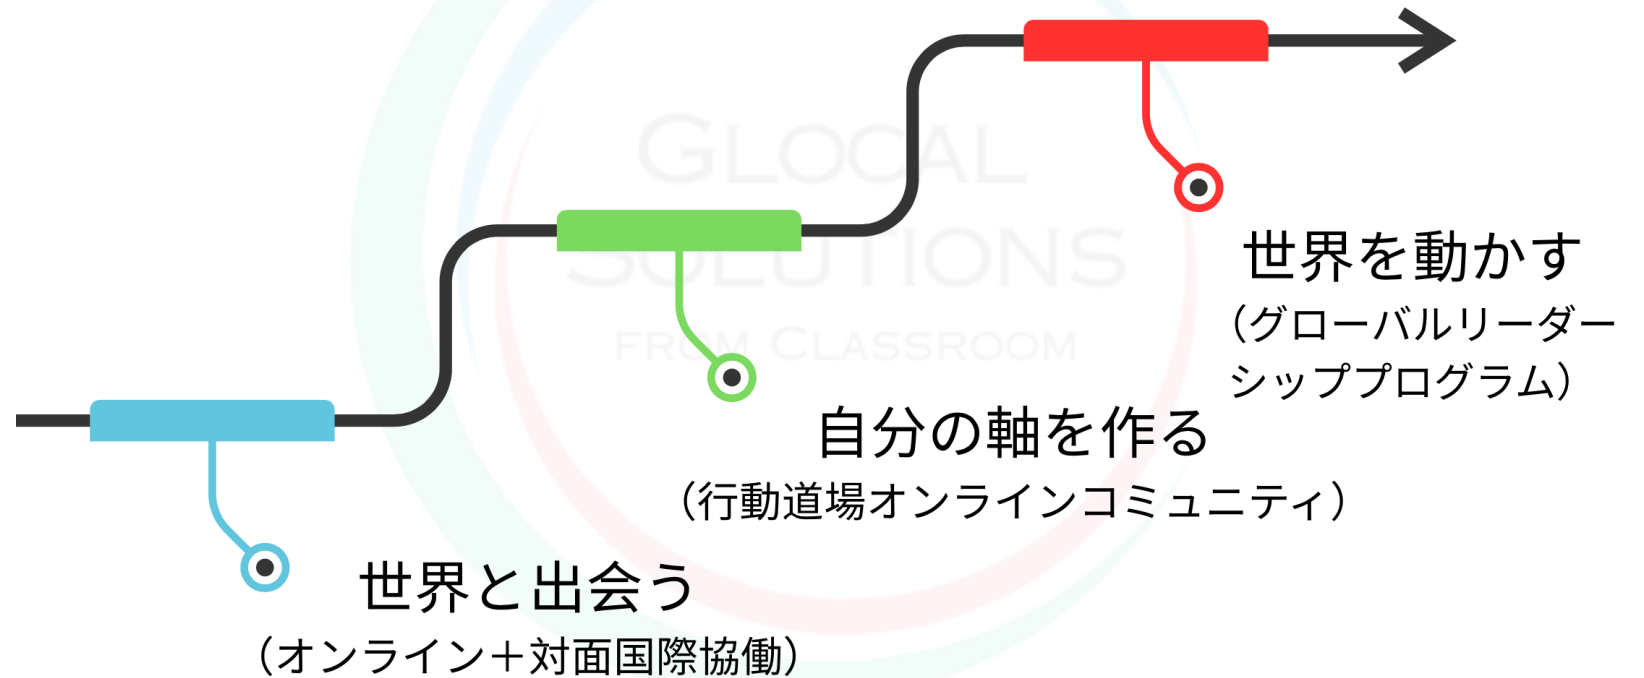 GLOCAL
SOLUTIONS
FROM CLASSROOM
世界を動かす
（グローバルリーダー
シッププログラム）
自分の軸を作る
（行動道場オンラインコミュニティ）
世界と出会う
（オンライン＋対面国際協働）